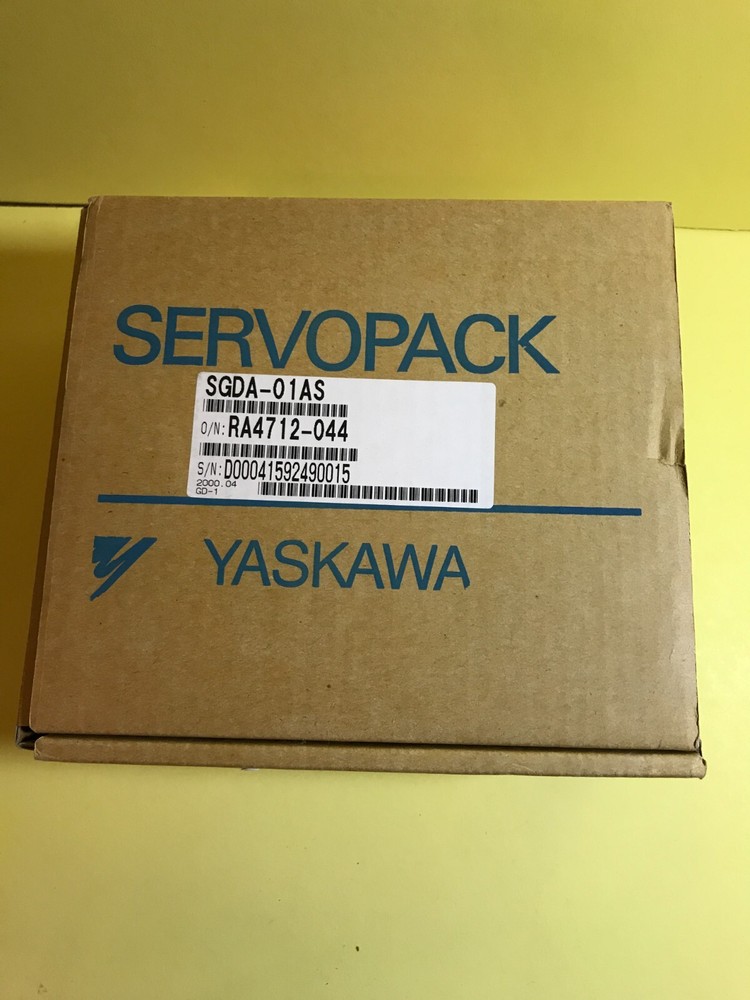 SERVOPACK
SGDA-01AS
O/N: RA4712-044
S/N: D00041592490015
2000.04
GD-1
YASKAWA